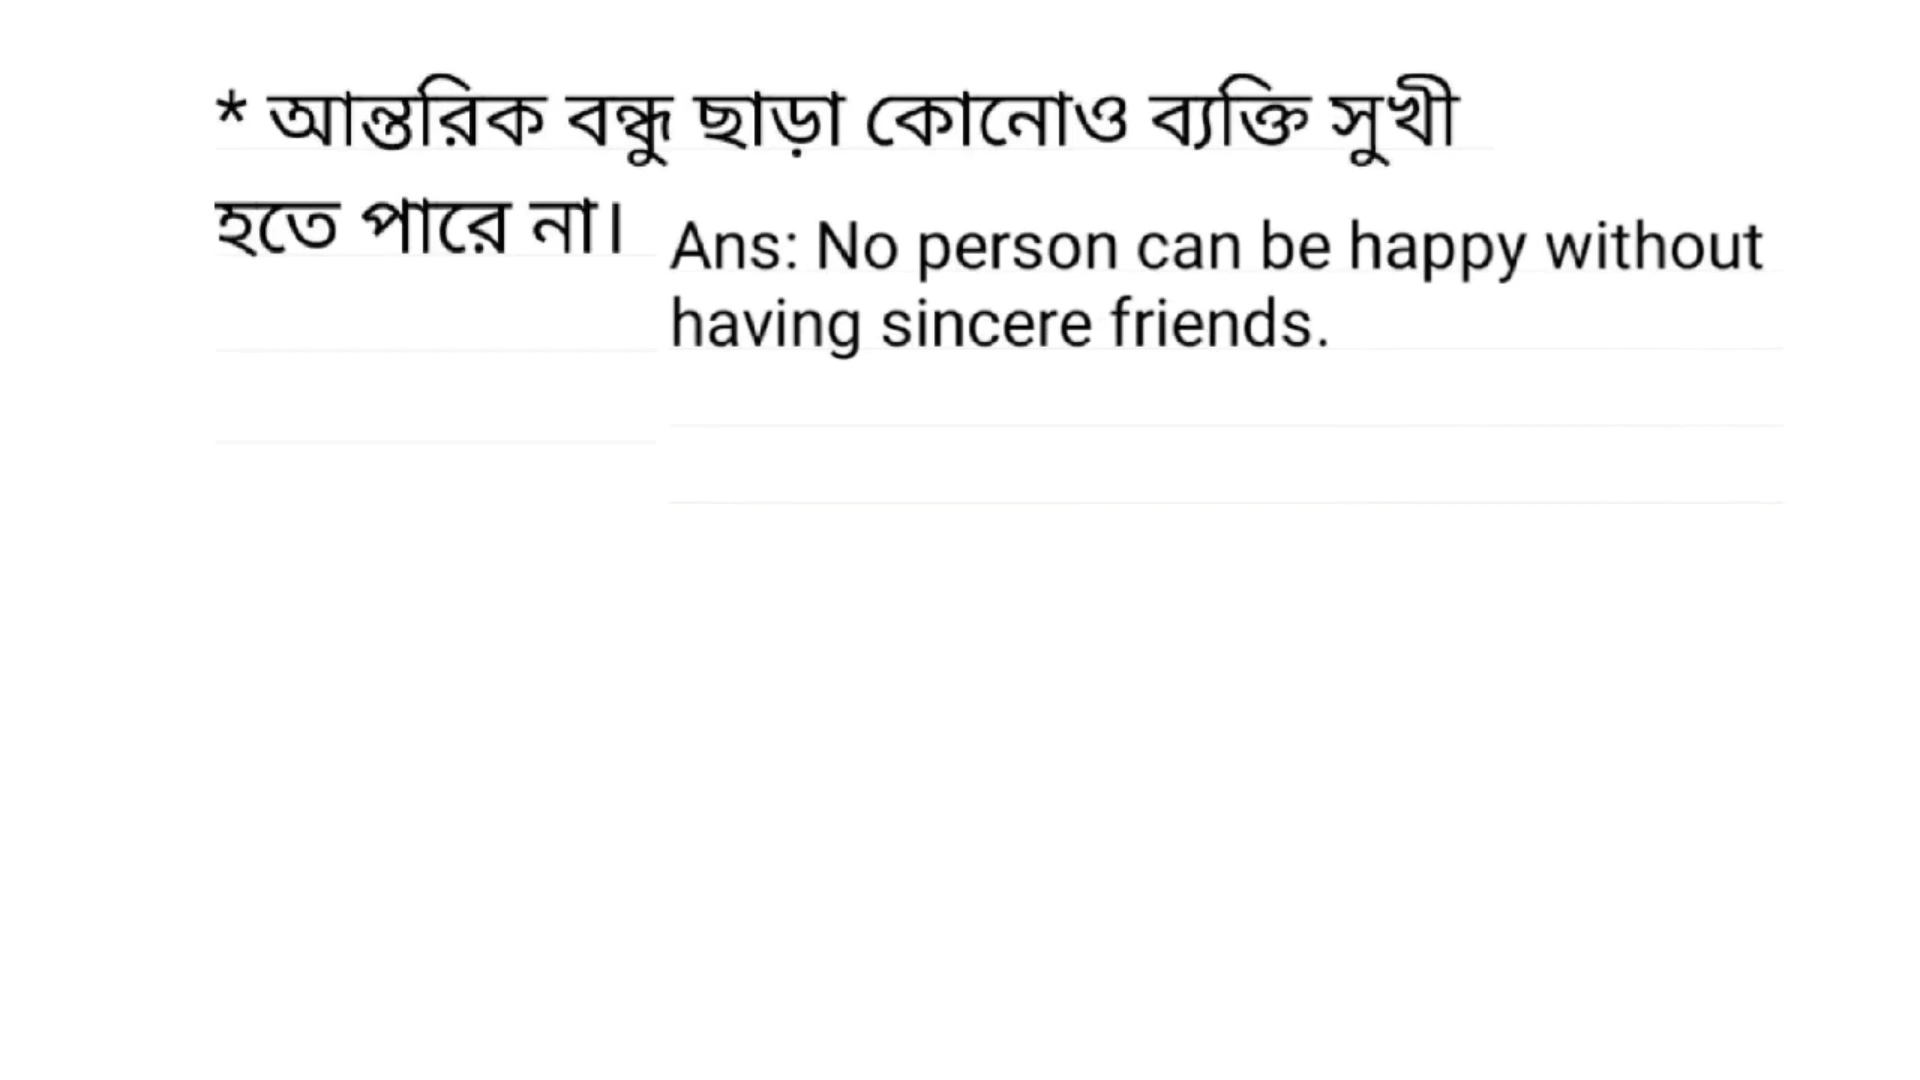 * আন্তরিক বন্ধু ছাড়া কোনোও ব্যক্তি সুখী
হতে পারে না।
Ans: No person can be happy without
having sincere friends.